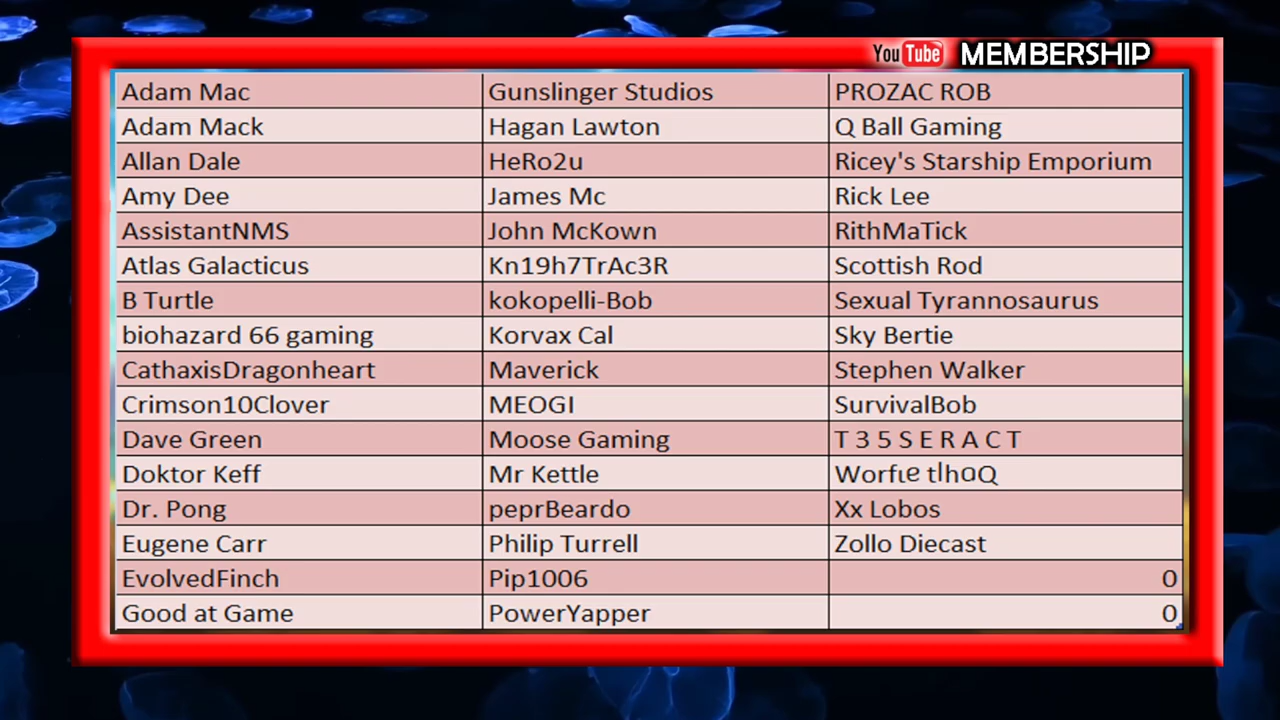 YouTube MEMBERSHIP
Adam Mac Gunslinger Studios PROZAC ROB
Adam Mack Hagan Lawton Q Ball Gaming
Allan Dale HeRo2u Ricey's Starship Emporium
Amy Dee James Mc Rick Lee
AssistantNMS John McKown RithMaTick
Atlas Galacticus Kn19h7TrAc3R Scottish Rod
B Turtle kokopelli-Bob Sexual Tyrannosaurus
biohazard 66 gaming Korvax Cal Sky Bertie
CathaxisDragonheart Maverick Stephen Walker
Crimson10Clover MEOGI SurvivalBob
Dave Green Moose Gaming T 3 5 S E R A C T
Doktor Keff Mr Kettle
Dr. Pong peprBeardo Xx Lobos
Eugene Carr Philip Turrell Zollo Diecast
EvolvedFinch Pip1006 0
Good at Game PowerYapper 0